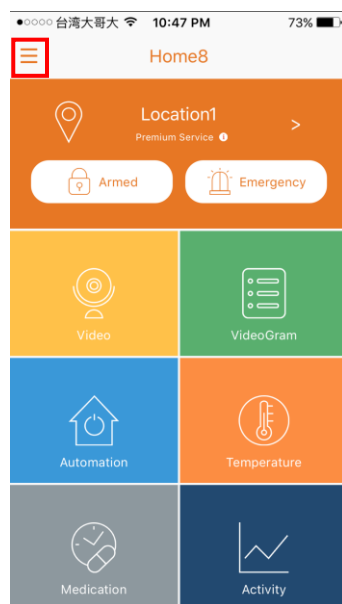 台湾大哥大 10:47 PM 73%
Home8
Location1
Premium Service
Armed Emergency
Video VideoGram
Automation Temperature
Medication Activity